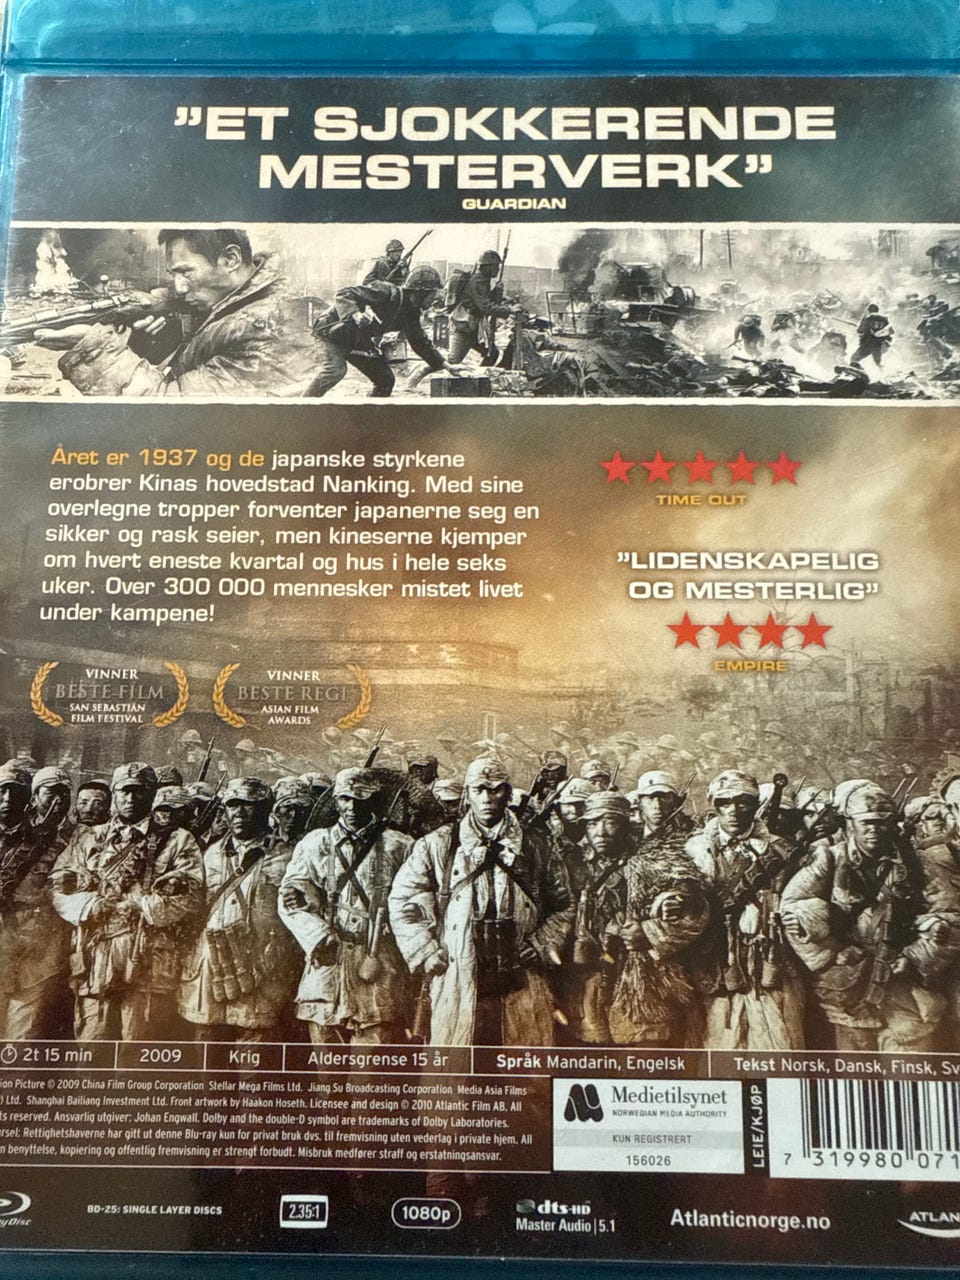 ”ET SJOKKERENDE
MESTERVERK”
GUARDIAN
Året er 1937 og de japanske styrkene
erobrer Kinas hovedstad Nanking. Med sine
overlegne tropper forventer japanerne seg en
sikker og rask seier, men kineserne kjemper
om hvert eneste kvartal og hus i hele seks
uker. Over 300 000 mennesker mistet livet
under kampene!
TIME OUT
”LIDENSKAPELIG
OG MESTERLIG”
EMPIRE
VINNER
BESTE FILM
SAN SEBASTIAN
FILM FESTIVAL
VINNER
BESTE REGI
ASIAN FILM
AWARDS
2t 15 min
2009
Krig
Aldersgrense 15 år
Språk Mandarin, Engelsk
Tekst Norsk, Dansk, Finsk,
Picture © 2009 China Film Group Corporation Stellar Mega Films Ltd. Jiang Su Broadcasting Corporation Media Asia Films
Ltd. Shanghai Bailiang Investment Ltd. Front artwork by Haakon Hoseth. Licensee and design © 2010 Atlantic Film AB. All
reserved. Ansvarlig utgiver: Johan Engwall. Dolby and the double-D symbol are trademarks of Dolby Laboratories.
Rettighetshaverne har gitt ut denne Blu-ray kun for privat bruk dvs. til fremvisning uten vederlag i private hjem. All
benyttelse, kopiering og offentlig fremvisning er strengt forbudt. Misbruk medfører straff og erstatningsansvar.
Medietilsynet
NORWEGIAN MEDIA AUTHORITY
KUN REGISTRERT
156026
LEIE/KJØP
7 319980 071
Disc
BD-25: SINGLE LAYER DISCS
2.35:1
1080p
dts-HD
Master Audio | 5.1
Atlanticnorge.no